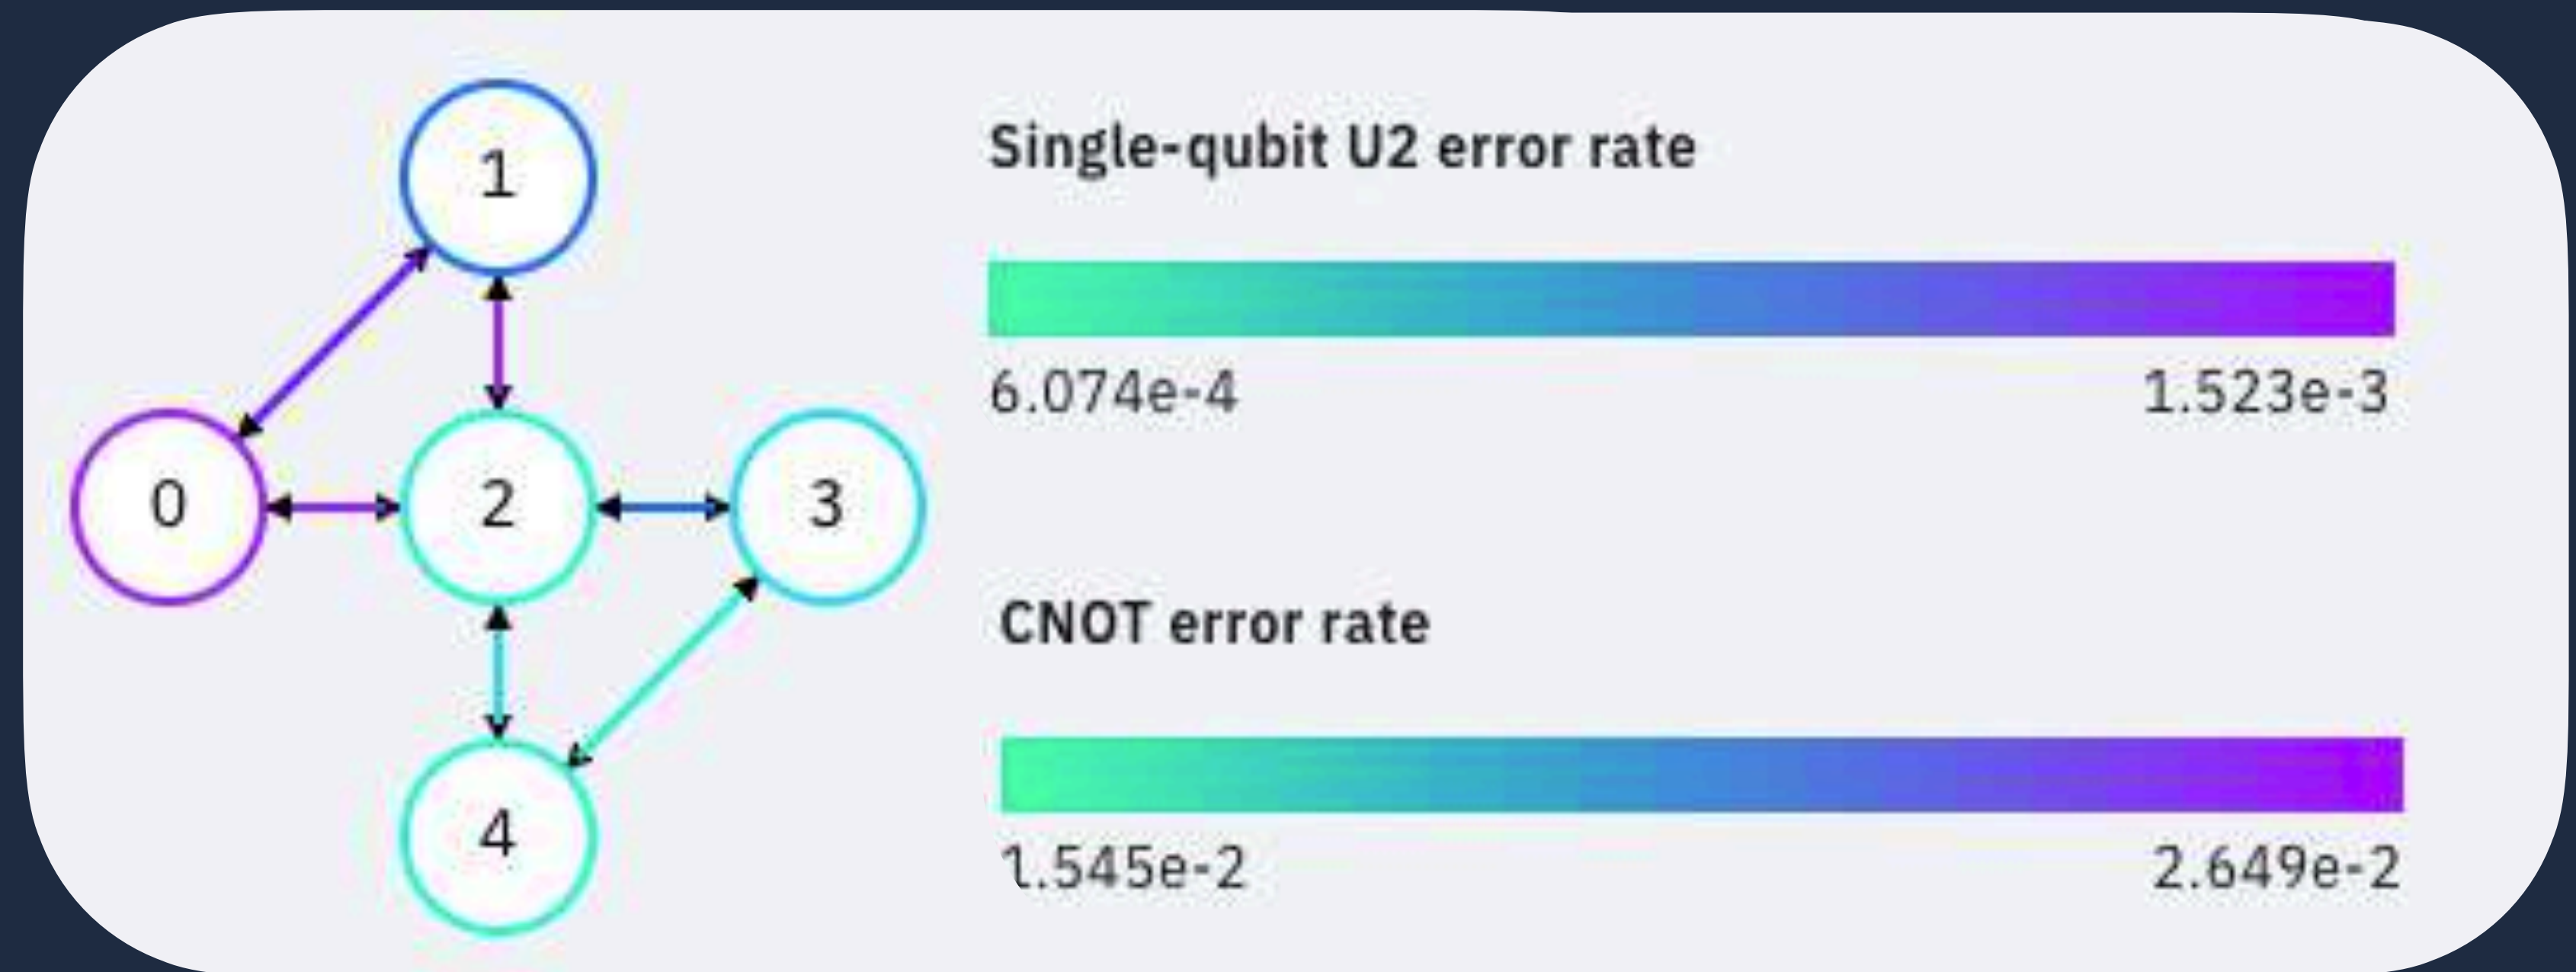 1
0
2
3
4
Single-qubit U2 error rate
6.074e-4
1.523e-3
CNOT error rate
1.545e-2
2.649e-2